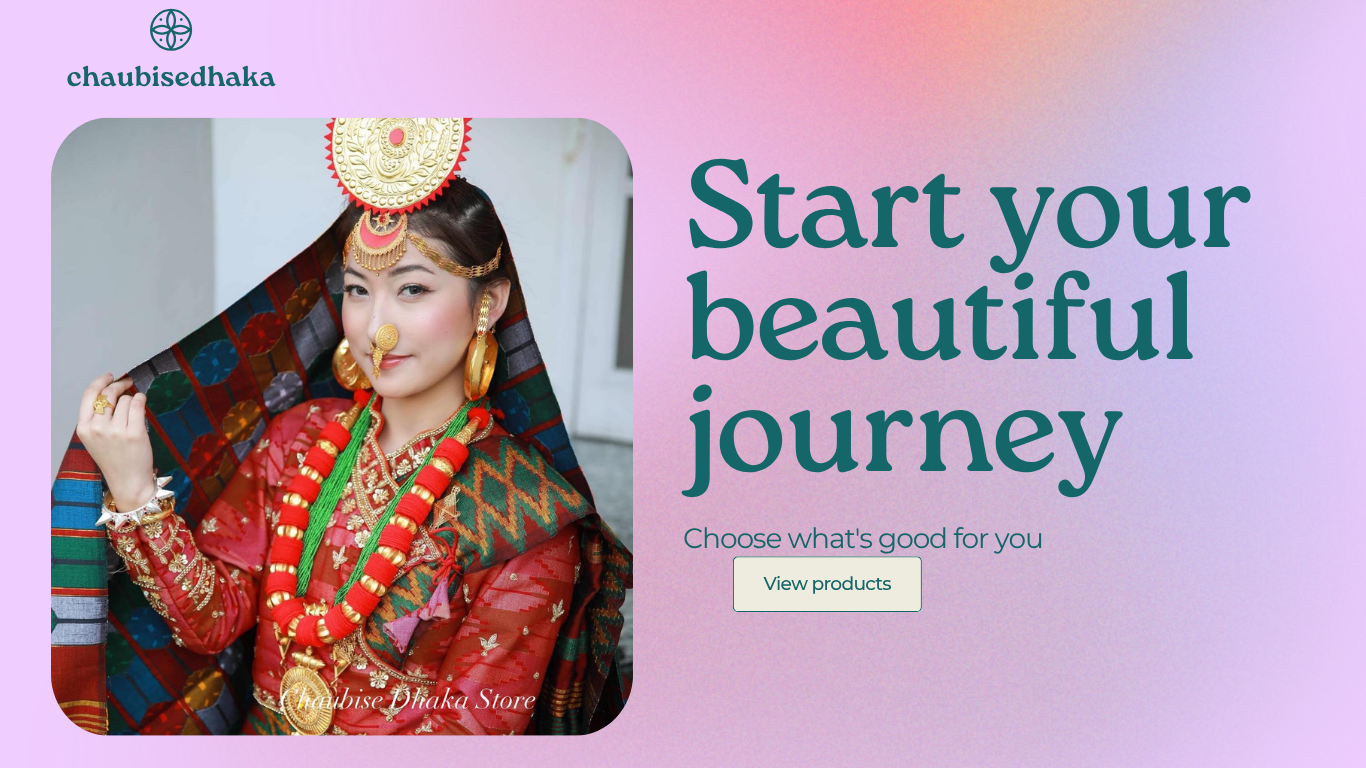 chaubisedhaka
Start your
beautiful
journey
Choose what's good for you
View products
Chaubise Dhaka Store